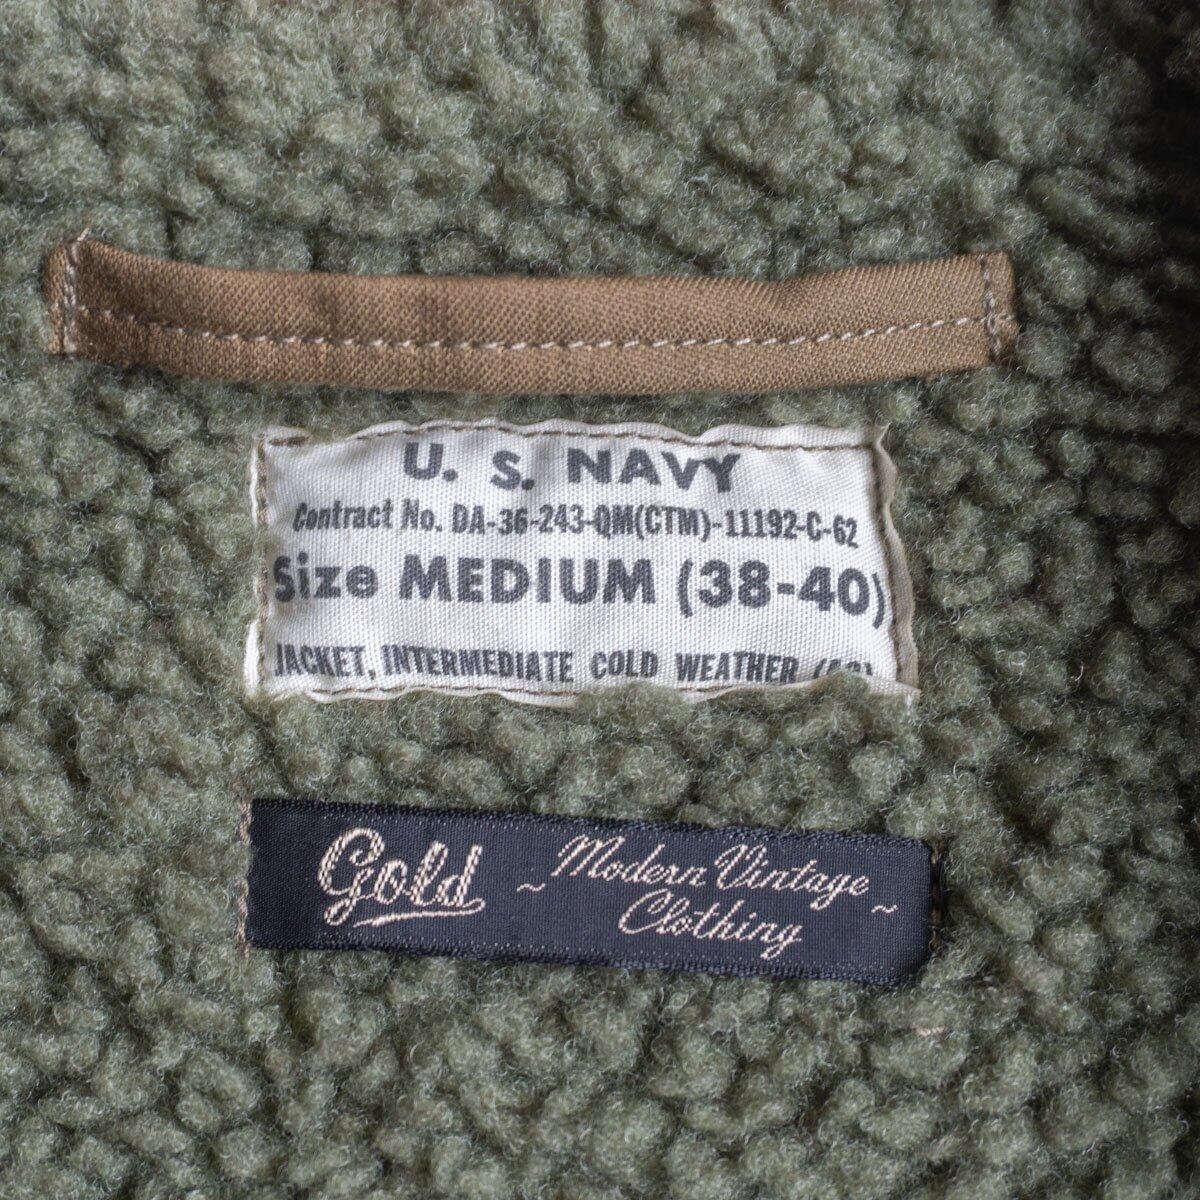 U. S. NAVY
Contract No. DA-36-243-QM(CTM)-11192-C-62
Size MEDIUM (38-40)
JACKET, INTERMEDIATE COLD WEATHER
Gold
~ Modern Vintage
Clothing ~